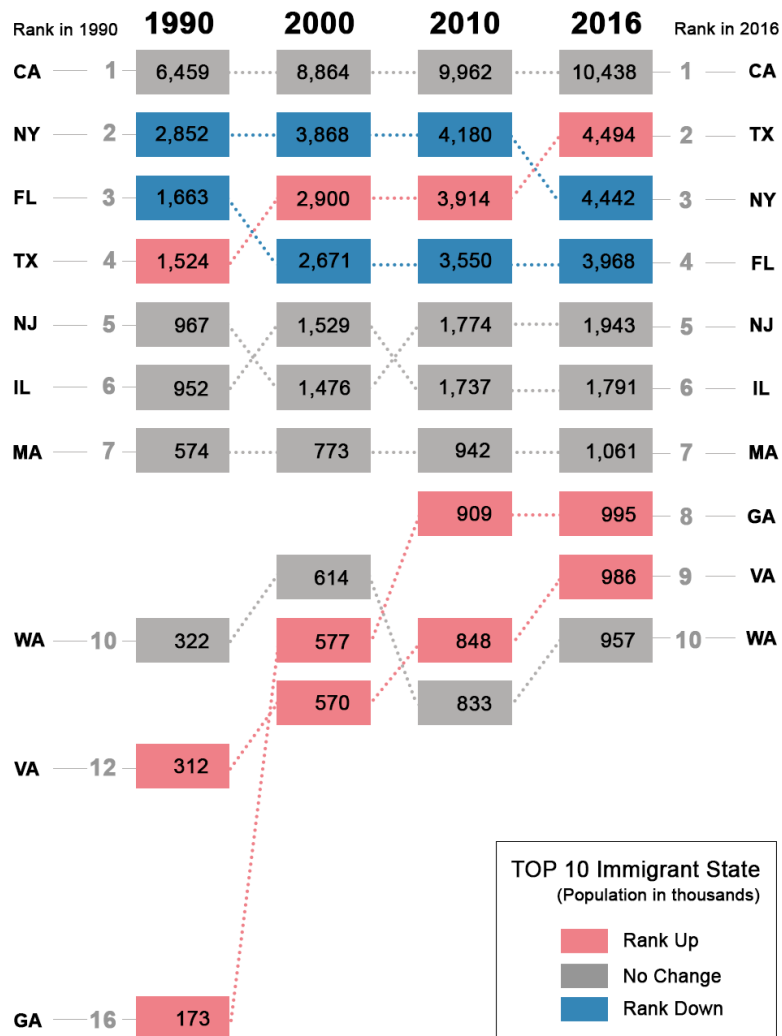 Rank in 1990 1990 2000 2010 2016 Rank in 2016
CA 1 6,459 8,864 9,962 10,438 1 CA
NY 2 2,852 3,868 4,180 4,494 2 TX
FL 3 1,663 2,900 3,914 4,442 3 NY
TX 4 1,524 2,671 3,550 3,968 4 FL
NJ 5 967 1,529 1,774 1,943 5 NJ
IL 6 952 1,476 1,737 1,791 6 IL
MA 7 574 773 942 1,061 7 MA
909 995 8 GA
614 986 9 VA
WA 10 322 577 848 957 10 WA
570 833
VA 12 312
TOP 10 Immigrant State
(Population in thousands)
Rank Up
No Change
Rank Down
GA 16 173